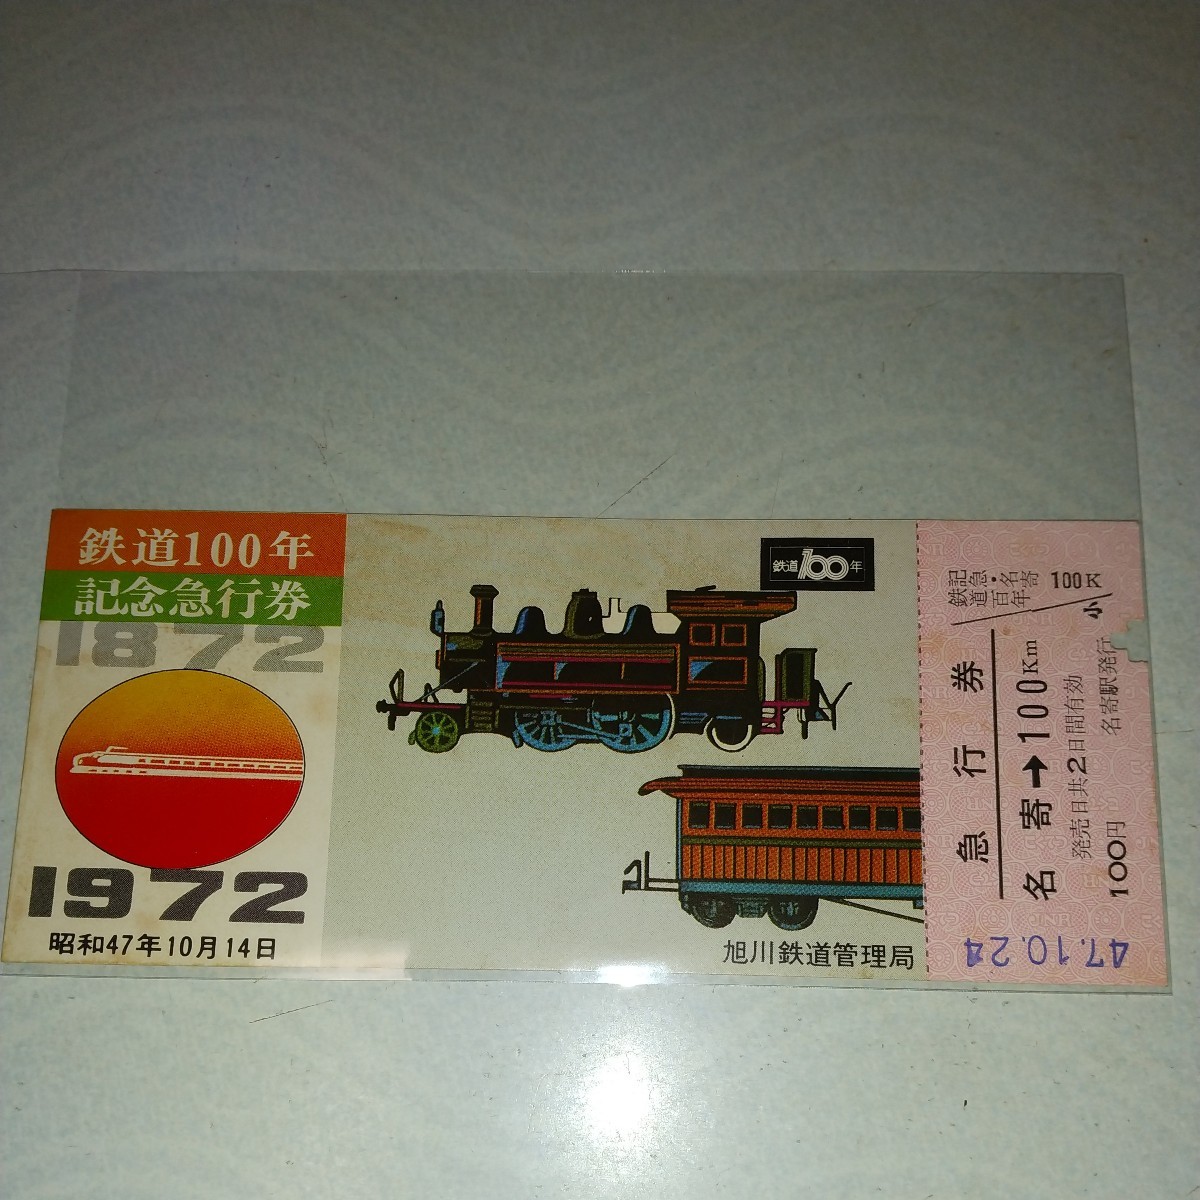 鉄道100年
記念急行券
1872
1972
昭和47年10月14日
鉄道100年
旭川鉄道管理局
鉄道百年
記急・名寄
100K
小
急行券
名寄→100Km
発売日共2日間有効
100円
名寄駅発行
47.10.24